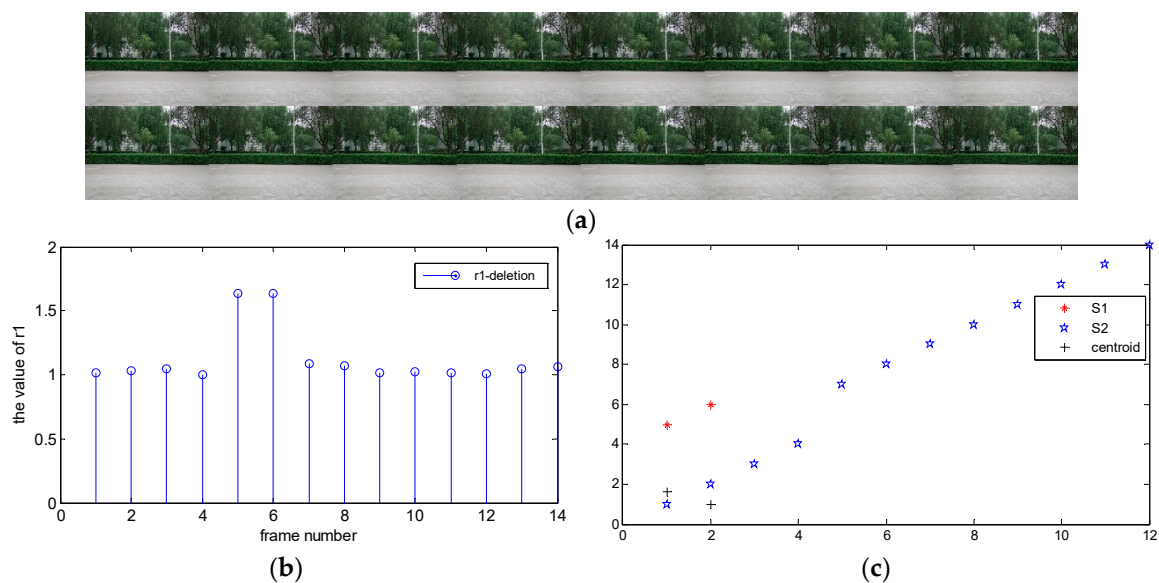 (a)
2
1.5
1
0.5
0
0 2 4 6 8 10 12 14
the value of r1
frame number
r1-deletion
(b)
14
12
10
8
6
4
2
0
0 2 4 6 8 10 12
S1
S2
centroid
(c)